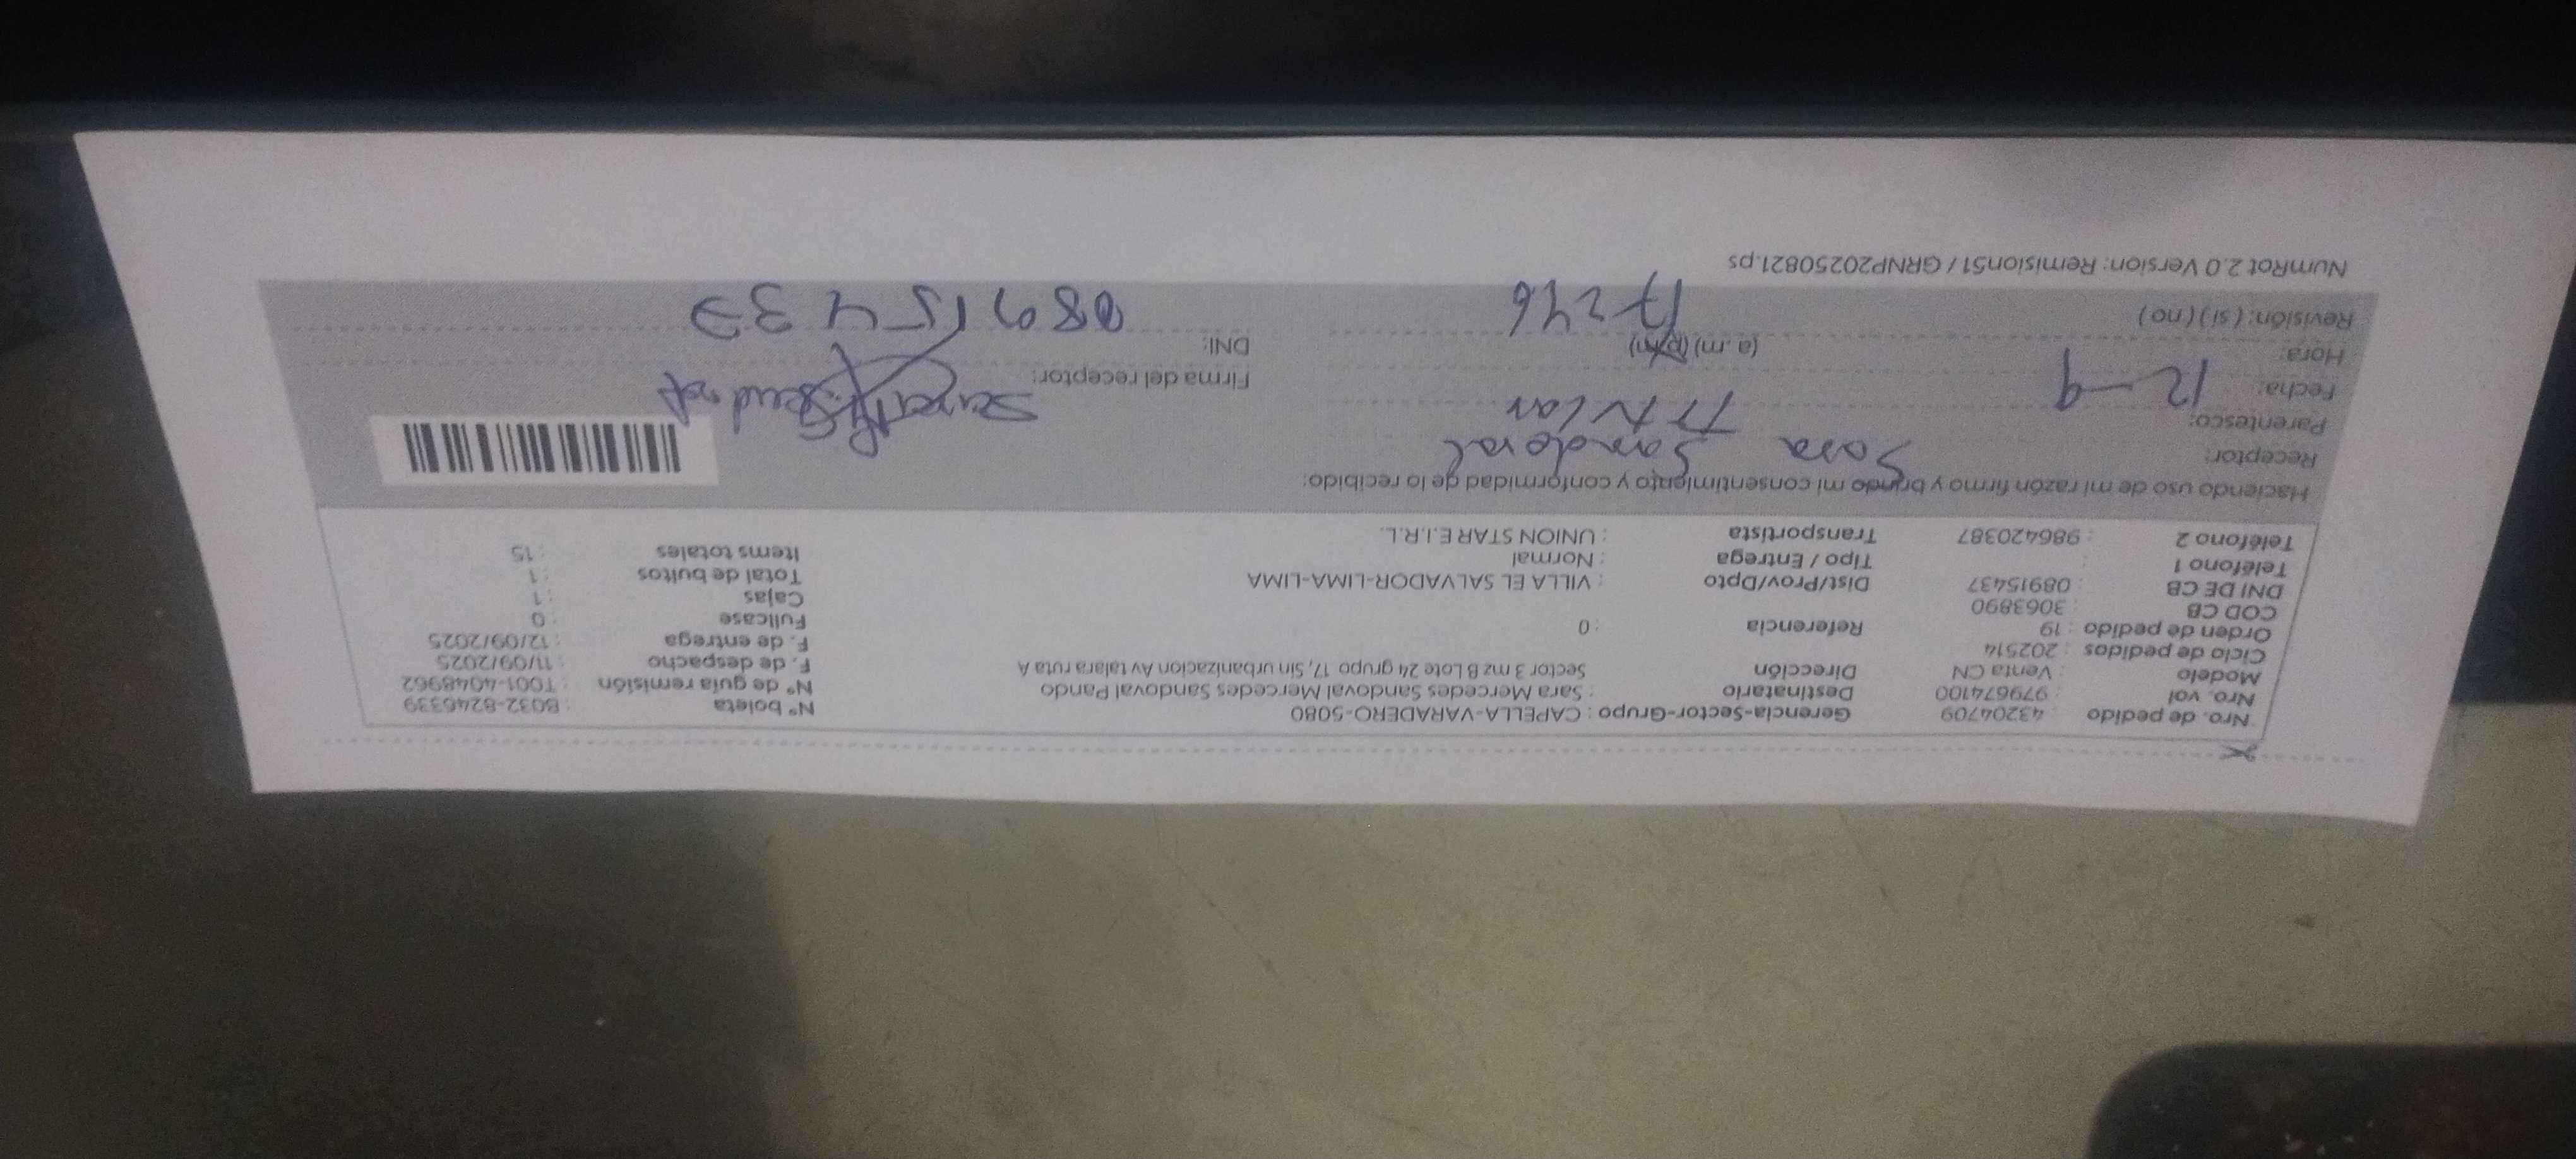 Nro. de pedido : 43204709 Gerencia-Sector-Grupo : CAPELLA-VARADERO-5080 Nº boleta : B032-8246339
Nro. vol : 979674100 Destinatario : Sara Mercedes Sandoval Mercedes Sandoval Pando Nº de guía remisión : T001-4048962
Modelo : Venta CN Dirección Sector 3 mz B Lote 24 grupo 17, Sin urbanizacion Av talara ruta A F. de despacho : 11/09/2025
Ciclo de pedidos : 202514 F. de entrega : 12/09/2025
Orden de pedido : 19 Referencia : 0 Fullcase : 0
COD CB : 3063890 Cajas : 1
DNI DE CB : 08915437 Dist/Prov/Dpto : VILLA EL SALVADOR-LIMA-LIMA Total de bultos : 1
Teléfono 1 Tipo / Entrega : Normal Items totales : 15
Teléfono 2 : 986420387 Transportista : UNION STAR E.I.R.L.
Haciendo uso de mi razón firmo y brindo mi consentimiento y conformidad de lo recibido:
Receptor: Sara Sandoval
Parentesco: Titular
Fecha: 12-9 Firma del receptor:
Hora: (a.m) (p.m) DNI:
Revisión: ( si ) ( no ) 17:46
NumRot 2.0 Version: Remision51 / GRNP20250821.ps